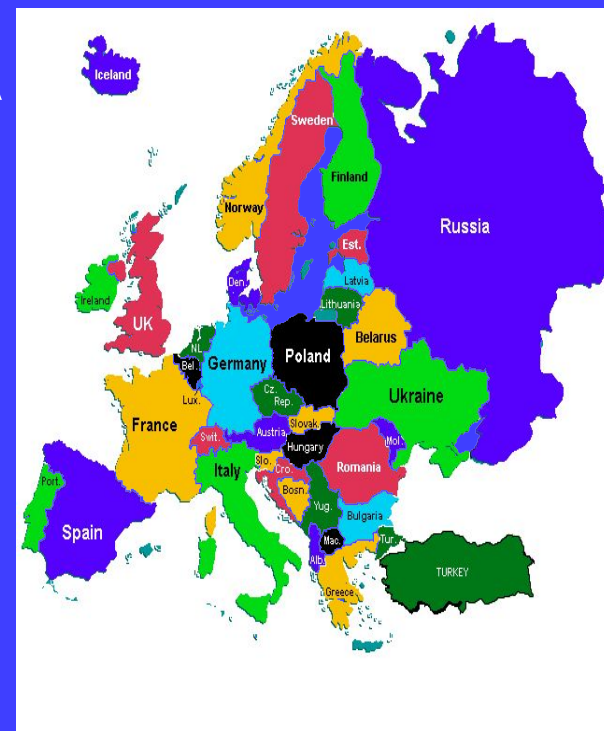 Iceland
Sweden
Finland
Norway
Russia
Est.
Den.
Latvia
Lithuania
Ireland
UK
NL
Belarus
Poland
Germany
Bel.
Cz.
Rep.
Ukraine
Lux.
France
Slovak.
Austria
Swit.
Hungary
Mol.
Slo.
Italy
Cro.
Romania
Port.
Bosn.
Yug.
Bulgaria
Spain
Mac.
Tur.
Alb.
TURKEY
Greece